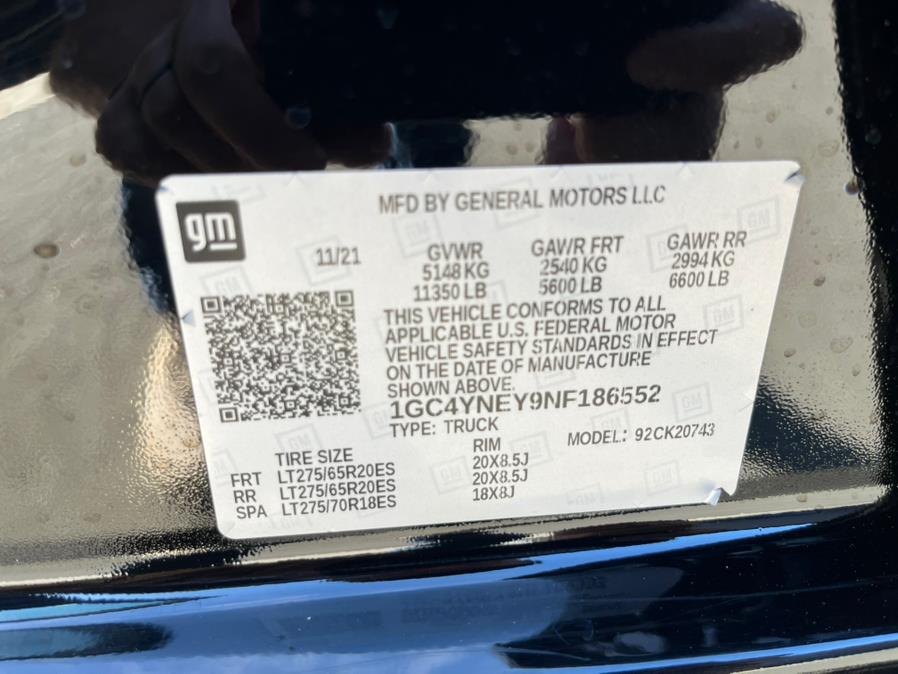 MFD BY GENERAL MOTORS LLC
gm
11/21
GVWR GAWR FRT GAWR RR
5148 KG 2540 KG 2994 KG
11350 LB 5600 LB 6600 LB
THIS VEHICLE CONFORMS TO ALL
APPLICABLE U.S. FEDERAL MOTOR
VEHICLE SAFETY STANDARDS IN EFFECT
ON THE DATE OF MANUFACTURE
SHOWN ABOVE.
1GC4YNEY9NF186552
TYPE: TRUCK MODEL: 92CK20743
TIRE SIZE RIM
FRT LT275/65R20ES 20X8.5J
RR LT275/65R20ES 20X8.5J
SPA LT275/70R18ES 18X8J